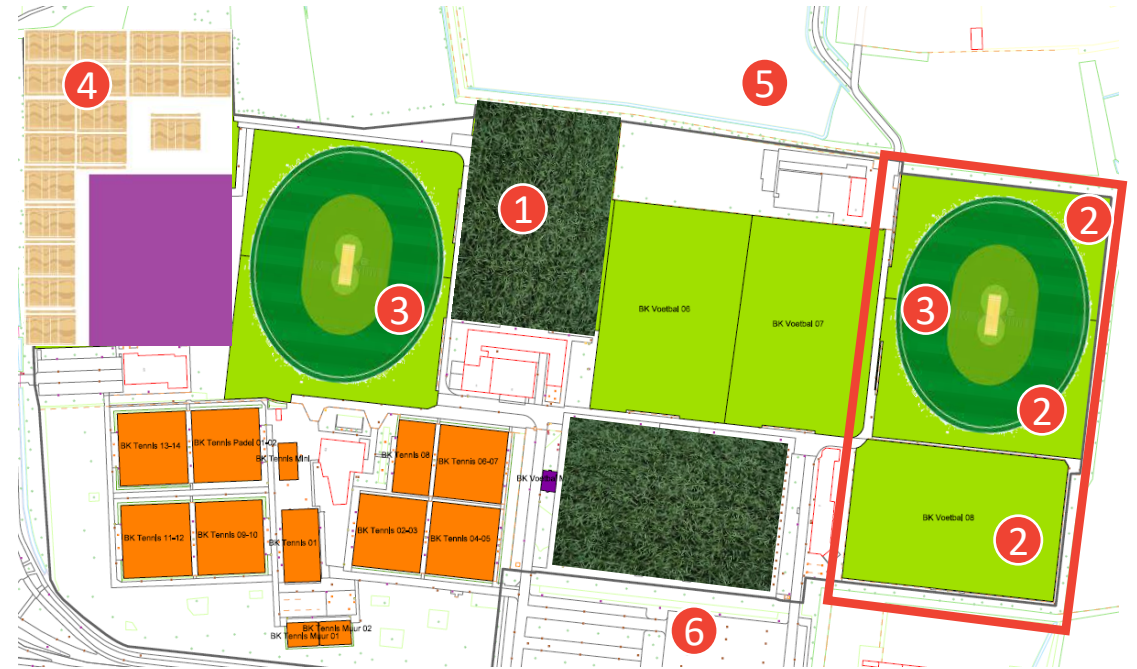 5
4
1
2
3
3
BK Voetbal 06
BK Voetbal 07
2
BK Tennis 13-14
BK Tennis Padel 01-02
BK Tennis Mini
BK Tennis 08
BK Tennis 06-07
BK Voetbal M
BK Voetbal 08
2
BK Tennis 11-12
BK Tennis 09-10
BK Tennis 01
BK Tennis 02-03
BK Tennis 04-05
BK Tennis Muur 02
BK Tennis Muur 01
6